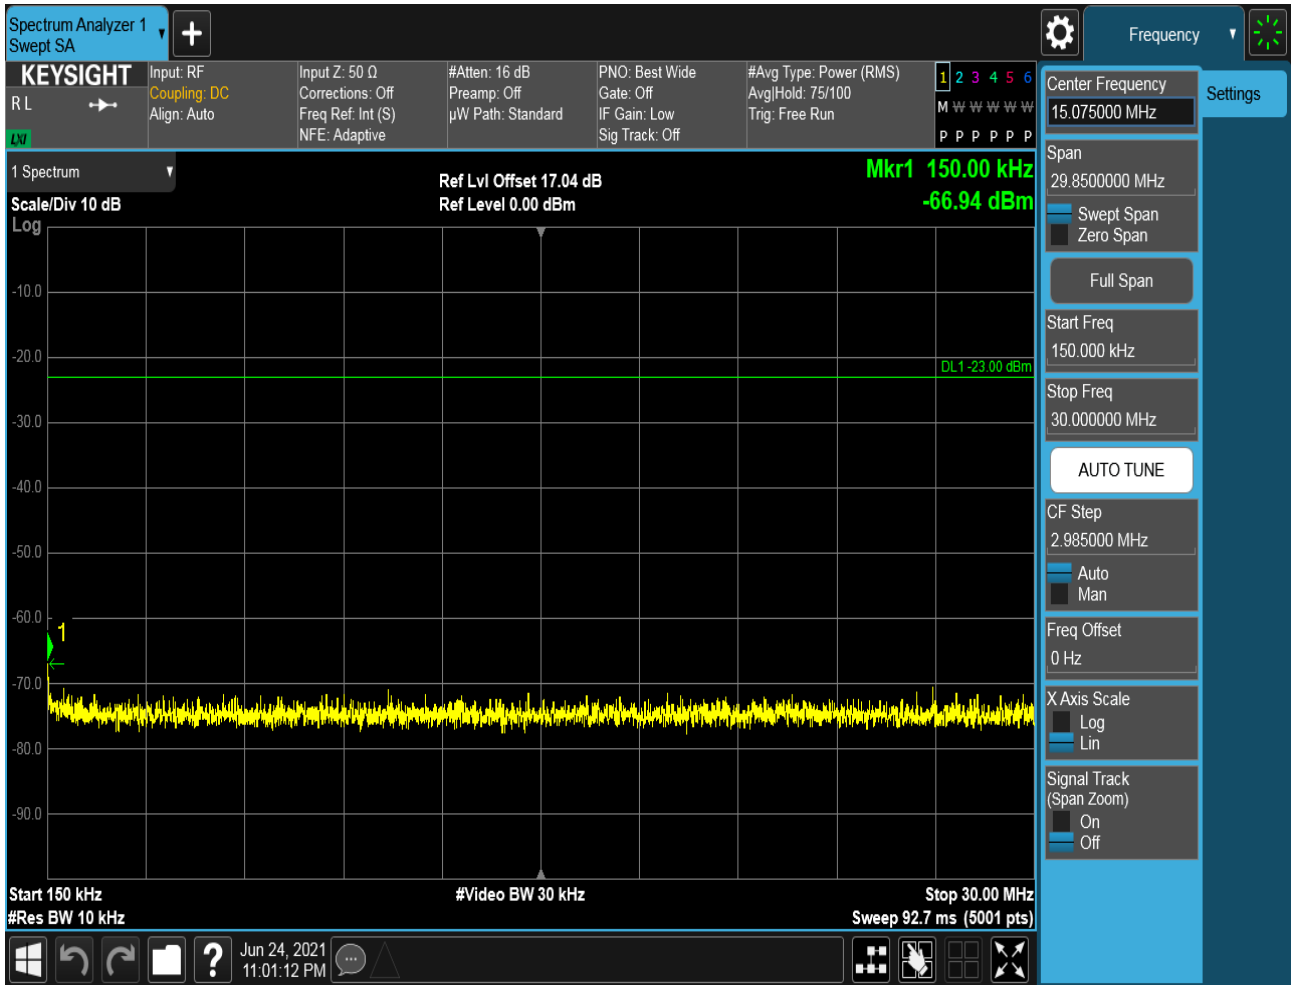 Spectrum Analyzer 1
Swept SA
Frequency
KEYSIGHT
R L
LXI
Input: RF
Coupling: DC
Align: Auto
Input Z: 50 Ω
Corrections: Off
Freq Ref: Int (S)
NFE: Adaptive
#Atten: 16 dB
Preamp: Off
µW Path: Standard
PNO: Best Wide
Gate: Off
IF Gain: Low
Sig Track: Off
#Avg Type: Power (RMS)
Avg|Hold: 75/100
Trig: Free Run
1 2 3 4 5 6
M W W W W W
P P P P P P
1 Spectrum
Scale/Div 10 dB
Log
Ref Lvl Offset 17.04 dB
Ref Level 0.00 dBm
Mkr1 150.00 kHz
-66.94 dBm
-10.0
-20.0
DL1 -23.00 dBm
-30.0
-40.0
-50.0
-60.0
1
-70.0
-80.0
-90.0
Start 150 kHz
#Video BW 30 kHz
Stop 30.00 MHz
#Res BW 10 kHz
Sweep 92.7 ms (5001 pts)
?
Jun 24, 2021
11:01:12 PM
Center Frequency
15.075000 MHz
Settings
Span
29.8500000 MHz
Swept Span
Zero Span
Full Span
Start Freq
150.000 kHz
Stop Freq
30.000000 MHz
AUTO TUNE
CF Step
2.985000 MHz
Auto
Man
Freq Offset
0 Hz
X Axis Scale
Log
Lin
Signal Track
(Span Zoom)
On
Off